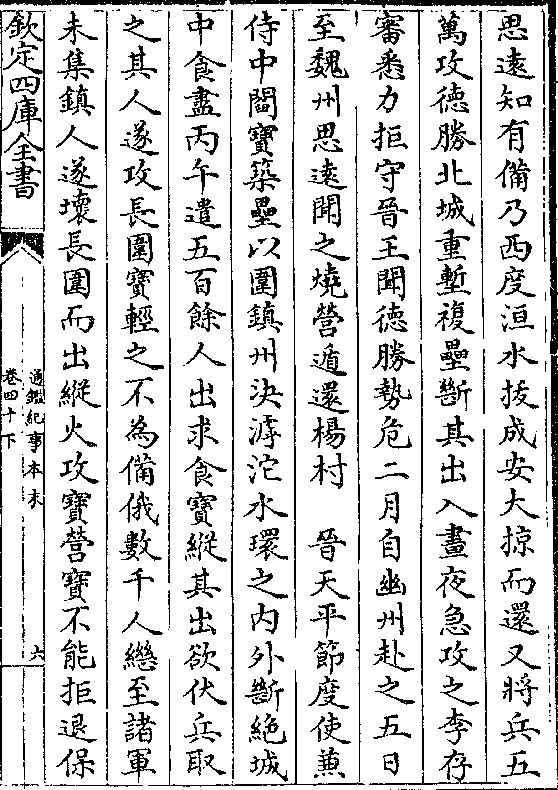 思遠知有備乃西度洹水拔成安大掠而還又將兵五
萬攻德勝北城重塹複壘斷其出入晝夜急攻之李存
審悉力拒守晉王聞德勝勢危二月自幽州赴之五日
至魏州思遠聞之燒營遁還楊村　晉天平節度使兼
侍中閻寶築壘以圍鎮州決滹沱水環之内外斷絕城
中食盡丙午遣五百餘人出求食寶縱其出欲伏兵取
之其人遂攻長圍寶輕之不為備俄數千人繼至諸軍
未集鎮人遂壞長圍而出縱火攻寶營寶不能拒退保
欽定四庫全書
通鑑紀事本末
卷四十下
六